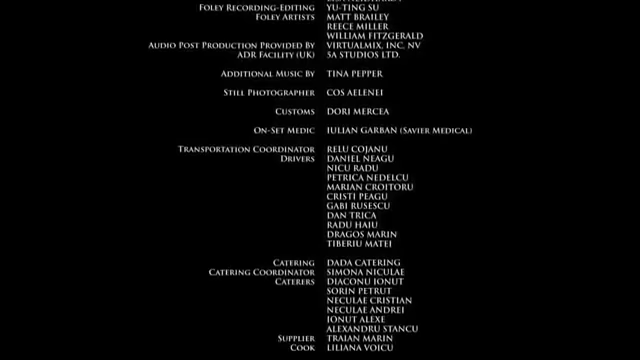 FOLEY RECORDING-EDITING YU-TING SU
FOLEY ARTISTS MATT BRAILEY
REECE MILLER
WILLIAM FITZGERALD
AUDIO POST PRODUCTION PROVIDED BY VIRTUALMIX, INC. NV
ADR FACILITY (UK) 5A STUDIOS LTD.
ADDITIONAL MUSIC BY TINA PEPPER
STILL PHOTOGRAPHER COS AELENEI
CUSTOMS DORI MERCEA
ON-SET MEDIC IULIAN GARBAN (SAVIER MEDICAL)
TRANSPORTATION COORDINATOR RELU COJANU
DRIVERS DANIEL NEAGU
NICU RADU
PETRICA NEDELCU
MARIAN CROITORU
CRISTI PEAGU
GABI RUSESCU
DAN TRICA
RADU HAIU
DRAGOS MARIN
TIBERIU MATEI
CATERING DADA CATERING
CATERING COORDINATOR SIMONA NICULAE
CATERERS DIACONU IONUT
SORIN PETRUT
NECULAE CRISTIAN
NECULAE ANDREI
IONUT ALEXE
ALEXANDRU STANCU
SUPPLIER TRAIAN MARIN
COOK LILIANA VOICU